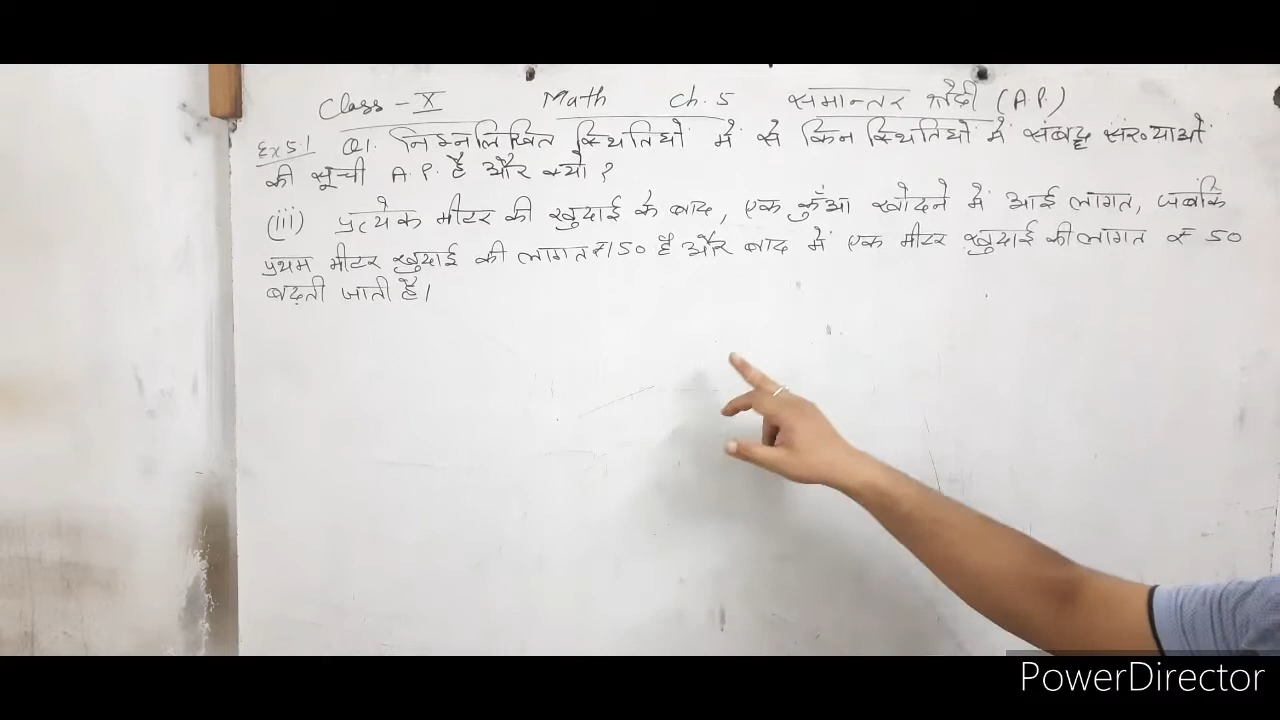 Class - X Math Ch. 5 समान्तर श्रेढी (A.P.)
Ex 5.1 Q1. निम्नलिखित स्थितियों में से किन स्थितियों में संबद्ध संख्याओं
की सूची A.P. है और क्यों ?
(iii) प्रत्येक मीटर की खुदाई के बाद, एक कुँआ खोदने में आई लागत, जबकि
प्रथम मीटर खुदाई की लागत ₹150 है और बाद में एक मीटर खुदाई की लागत ₹ 50
बढ़ती जाती है।
PowerDirector